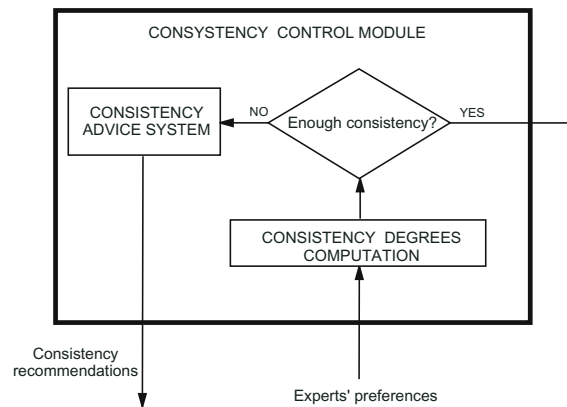 CONSYSTENCY CONTROL MODULE
CONSISTENCY
ADVICE SYSTEM
NO
Enough consistency?
YES
CONSISTENCY DEGREES
COMPUTATION
Consistency
recommendations
Experts' preferences